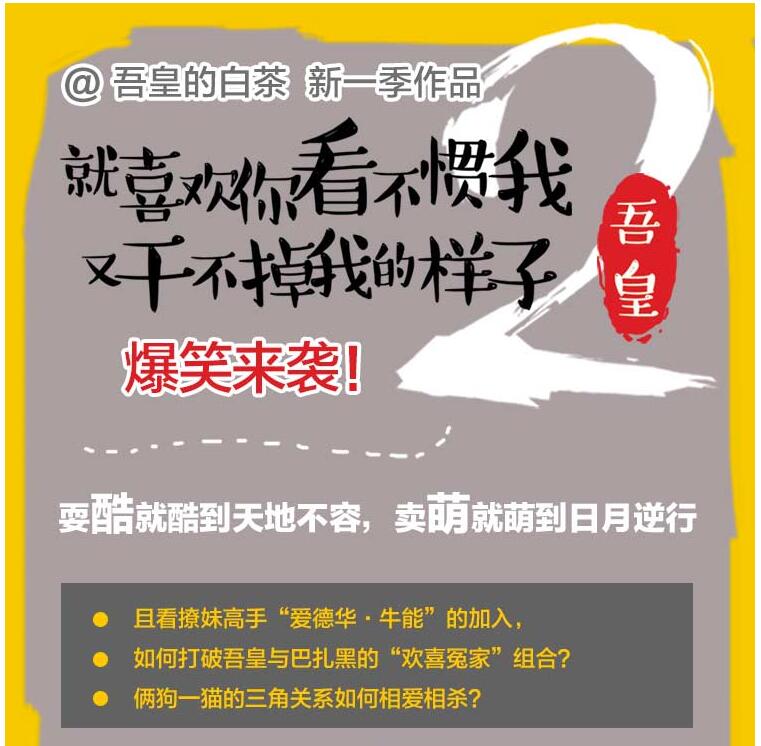 @ 吾皇的白茶 新一季作品
2
就喜欢你看不惯我
又干不掉我的样子
吾皇
爆笑来袭!
耍酷就酷到天地不容，卖萌就萌到日月逆行
● 且看撩妹高手“爱德华·牛能”的加入，
● 如何打破吾皇与巴扎黑的“欢喜冤家”组合?
● 俩狗一猫的三角关系如何相爱相杀?